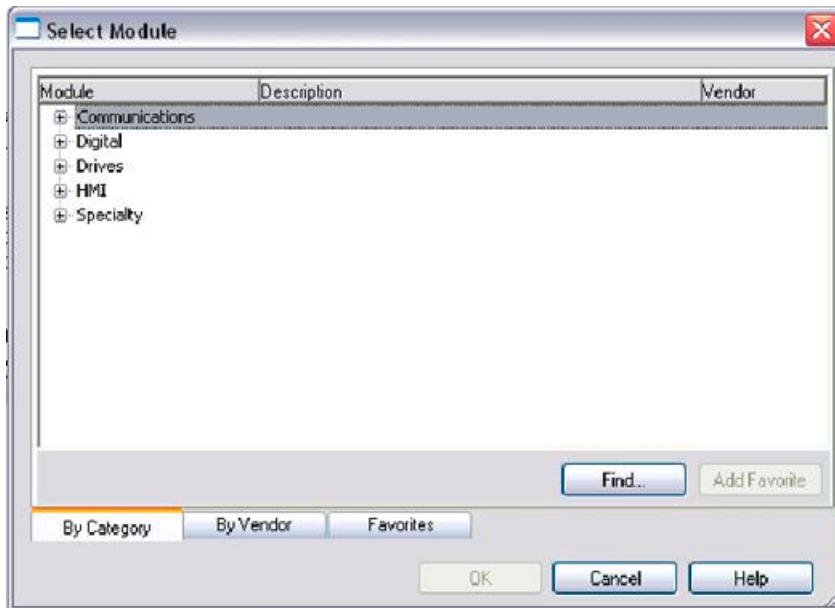 Select Module
Module Description Vendor
Communications
Digital
Drives
HMI
Specialty
Find... Add Favorite
By Category By Vendor Favorites
OK Cancel Help